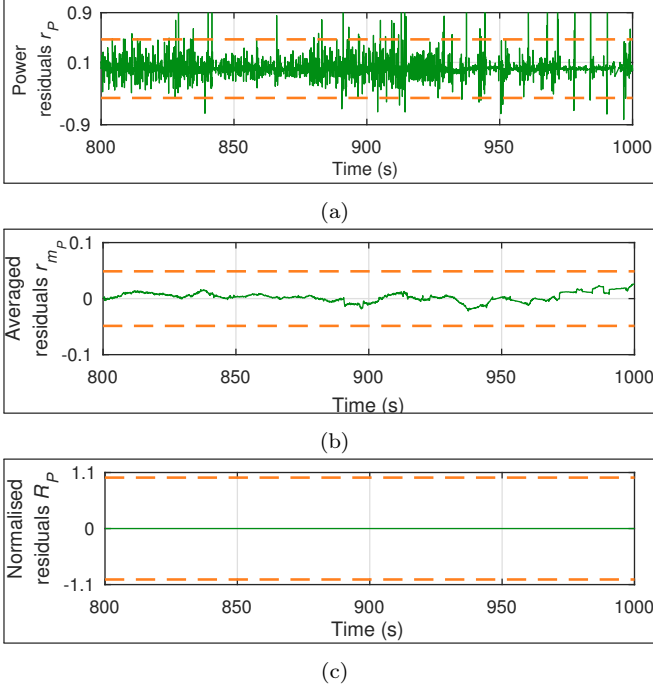 Power
residuals r_P
0.9
0.1
-0.9
800
850
900
950
1000
Time (s)
(a)
Averaged
residuals r_{m_P}
0.1
0
-0.1
800
850
900
950
1000
Time (s)
(b)
Normalised
residuals R_P
1.1
0
-1.1
800
850
900
950
1000
Time (s)
(c)